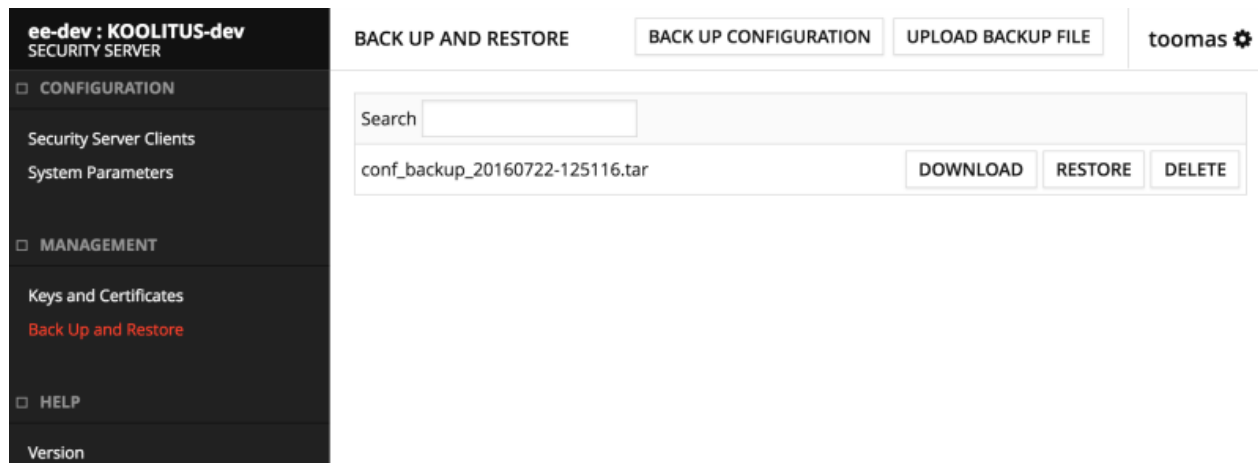 ee-dev : KOOLITUS-dev
SECURITY SERVER
BACK UP AND RESTORE
BACK UP CONFIGURATION
UPLOAD BACKUP FILE
toomas
CONFIGURATION
Security Server Clients
System Parameters
MANAGEMENT
Keys and Certificates
Back Up and Restore
HELP
Version
Search
conf_backup_20160722-125116.tar
DOWNLOAD
RESTORE
DELETE